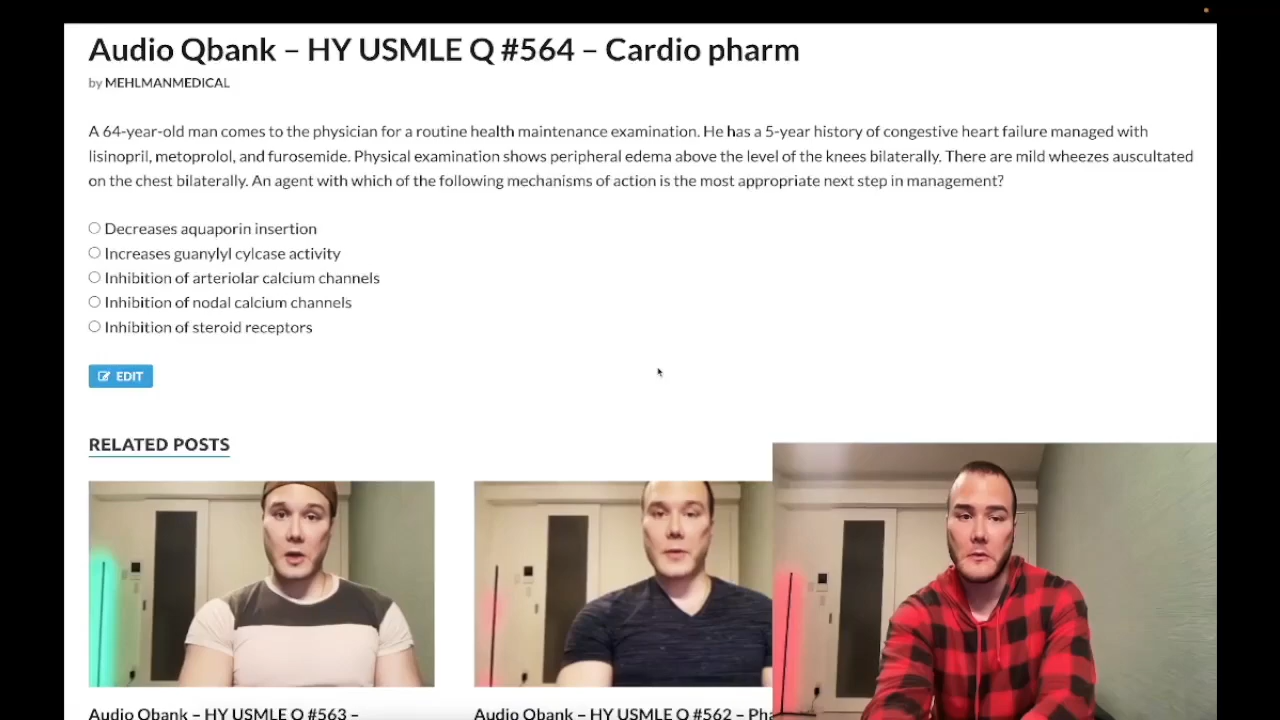 Audio Qbank – HY USMLE Q #564 – Cardio pharm
by MEHLMANMEDICAL
A 64-year-old man comes to the physician for a routine health maintenance examination. He has a 5-year history of congestive heart failure managed with
lisinopril, metoprolol, and furosemide. Physical examination shows peripheral edema above the level of the knees bilaterally. There are mild wheezes auscultated
on the chest bilaterally. An agent with which of the following mechanisms of action is the most appropriate next step in management?
Decreases aquaporin insertion
Increases guanylyl cylcase activity
Inhibition of arteriolar calcium channels
Inhibition of nodal calcium channels
Inhibition of steroid receptors
EDIT
RELATED POSTS
Audio Qbank – HY USMLE Q #563 –
Audio Qbank – HY USMLE Q #562 – Pha